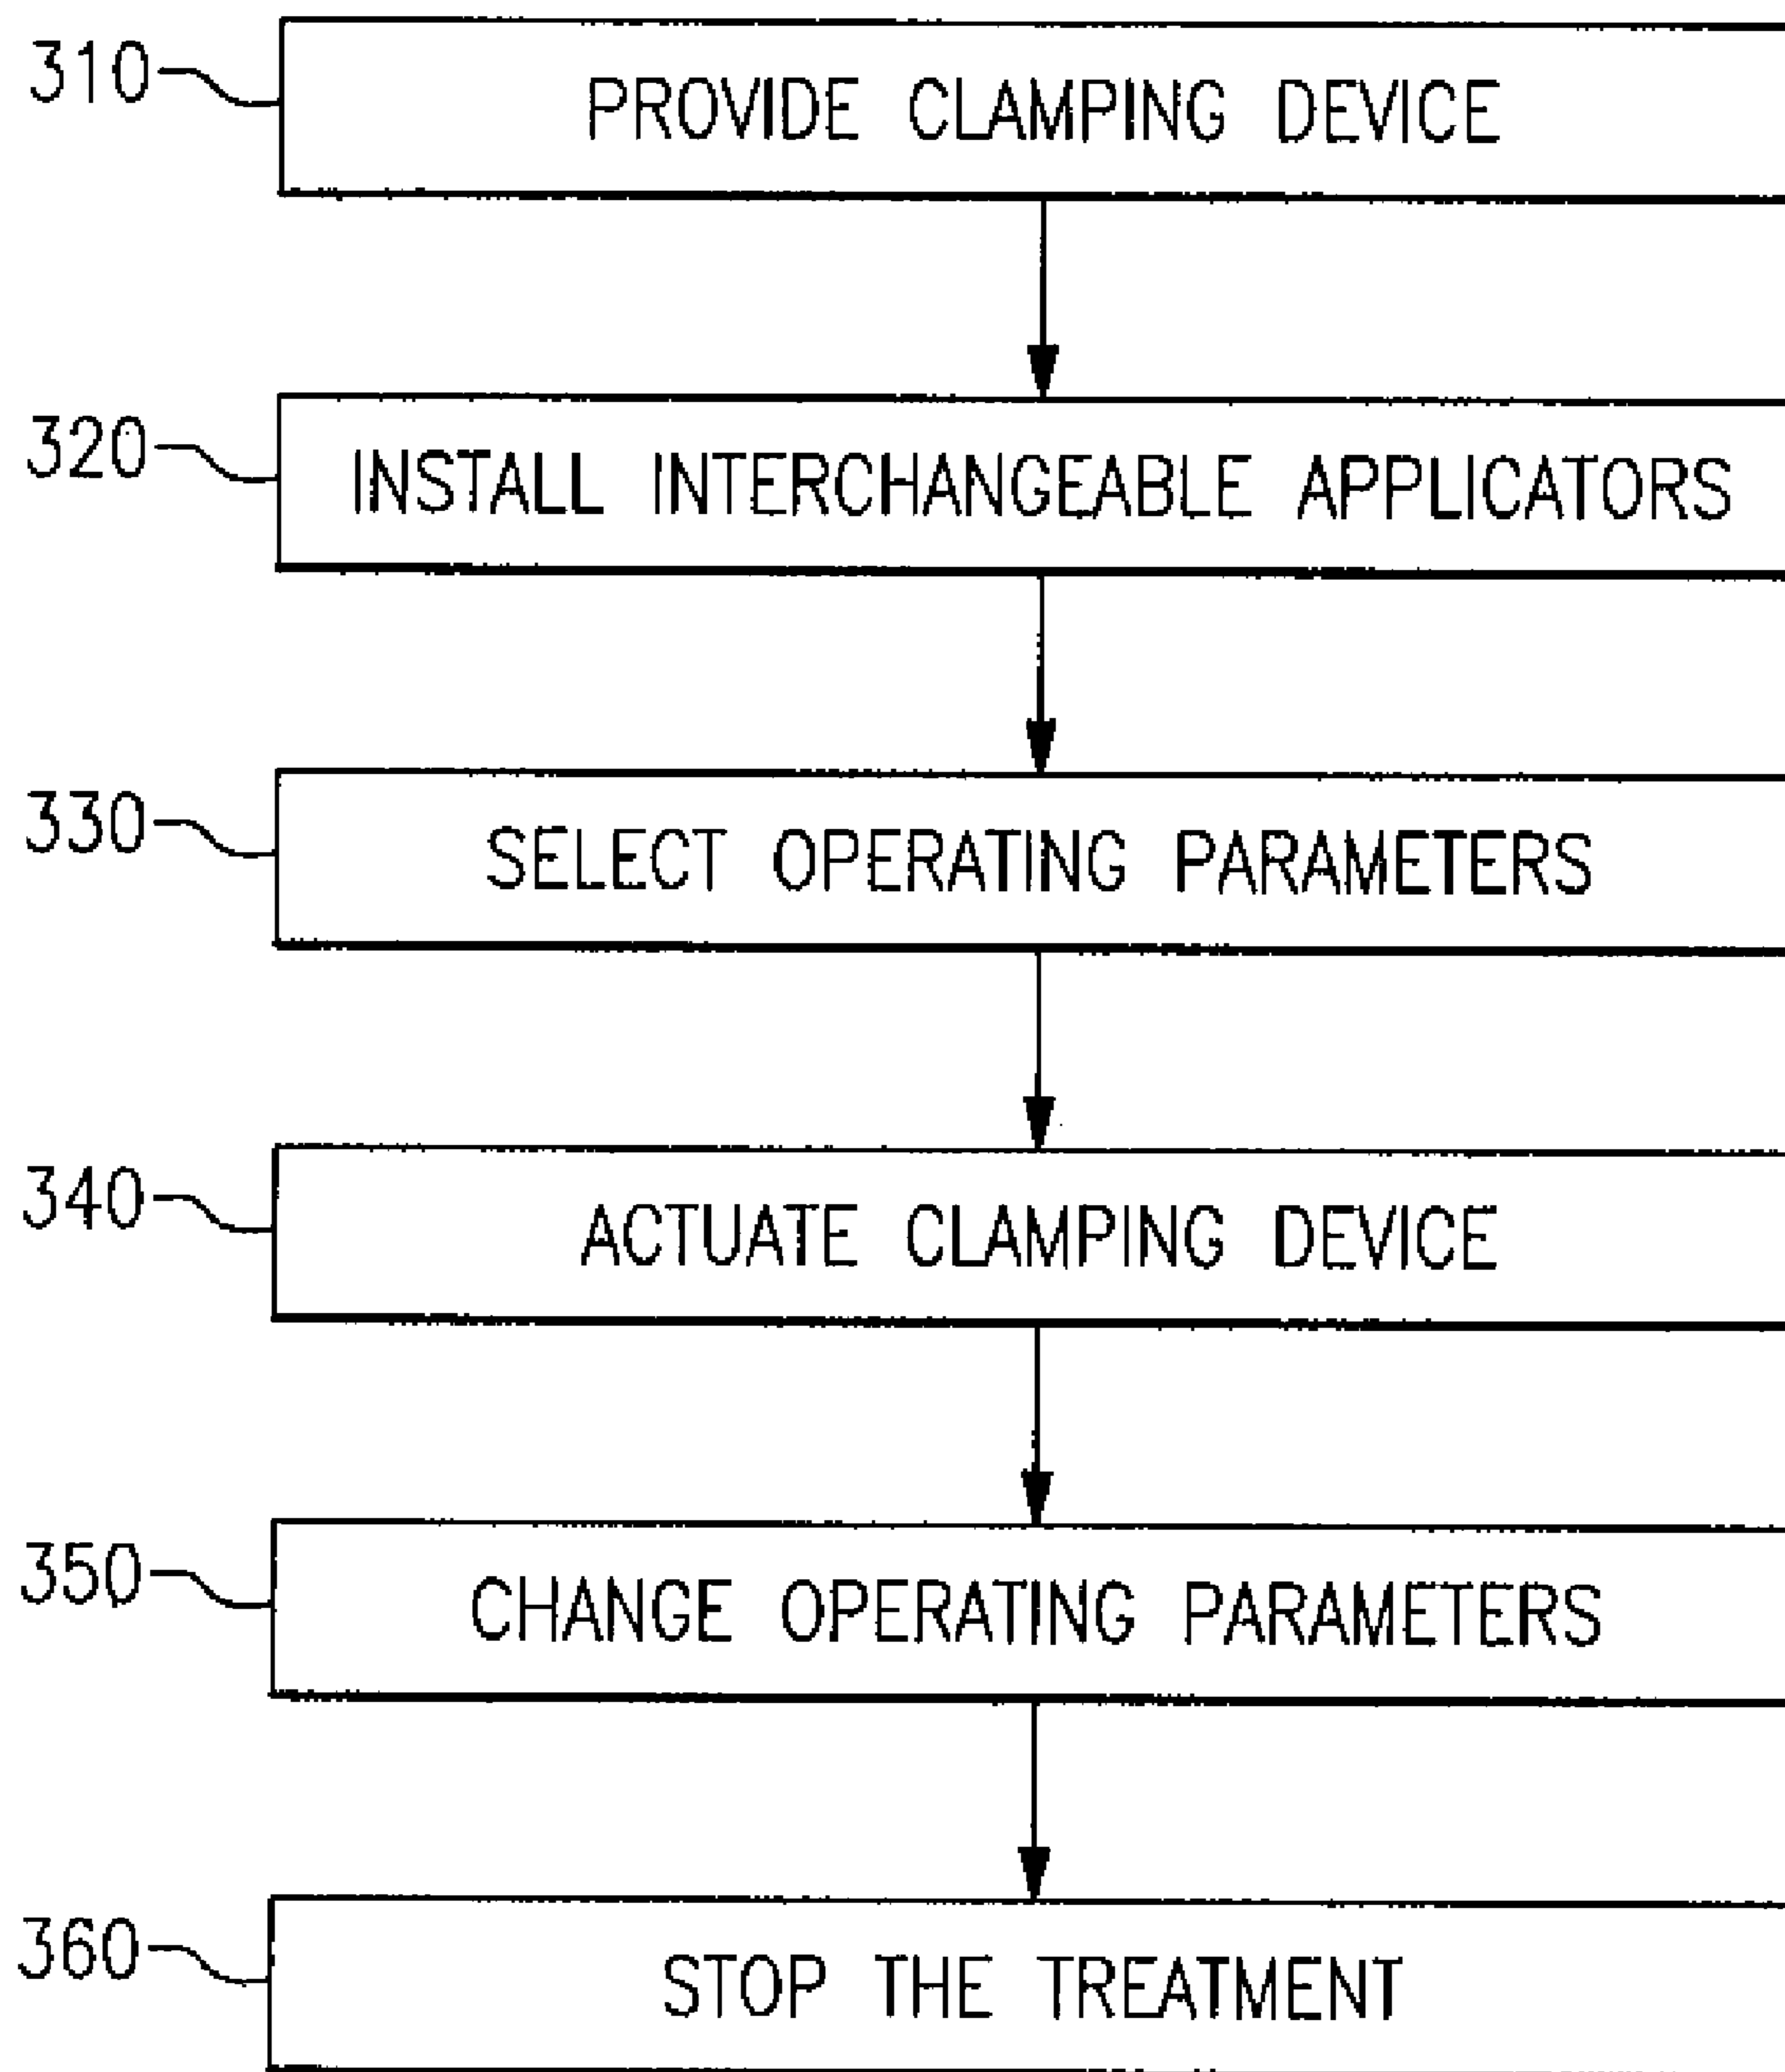 310 PROVIDE CLAMPING DEVICE
320 INSTALL INTERCHANGEABLE APPLICATORS
330 SELECT OPERATING PARAMETERS
340 ACTUATE CLAMPING DEVICE
350 CHANGE OPERATING PARAMETERS
360 STOP THE TREATMENT